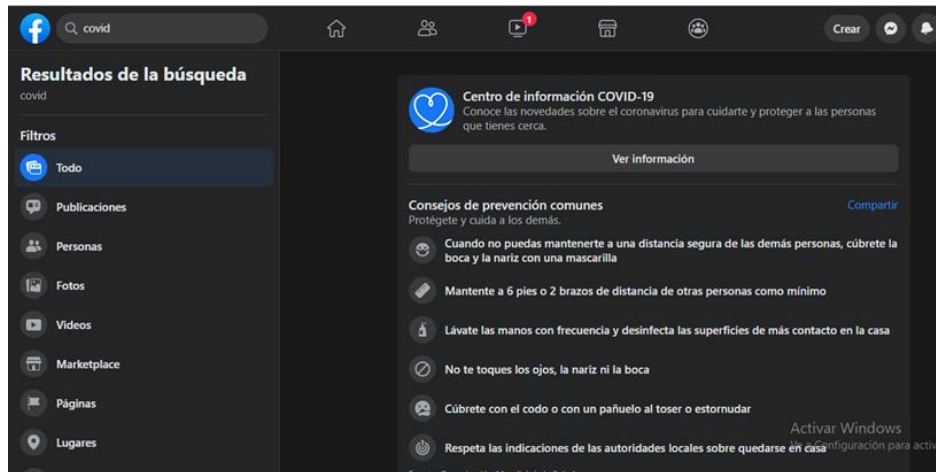 covid
1
Crear
Resultados de la búsqueda
covid
Filtros
Todo
Publicaciones
Personas
Fotos
Videos
Marketplace
Páginas
Lugares
Centro de información COVID-19
Conoce las novedades sobre el coronavirus para cuidarte y proteger a las personas
que tienes cerca.
Ver información
Consejos de prevención comunes
Compartir
Protégete y cuida a los demás.
Cuando no puedas mantenerte a una distancia segura de las demás personas, cúbrete la
boca y la nariz con una mascarilla
Mantente a 6 pies o 2 brazos de distancia de otras personas como mínimo
Lávate las manos con frecuencia y desinfecta las superficies de más contacto en la casa
No te toques los ojos, la nariz ni la boca
Cúbrete con el codo o con un pañuelo al toser o estornudar
Respeta las indicaciones de las autoridades locales sobre quedarse en casa
Activar Windows
Configuración para activ